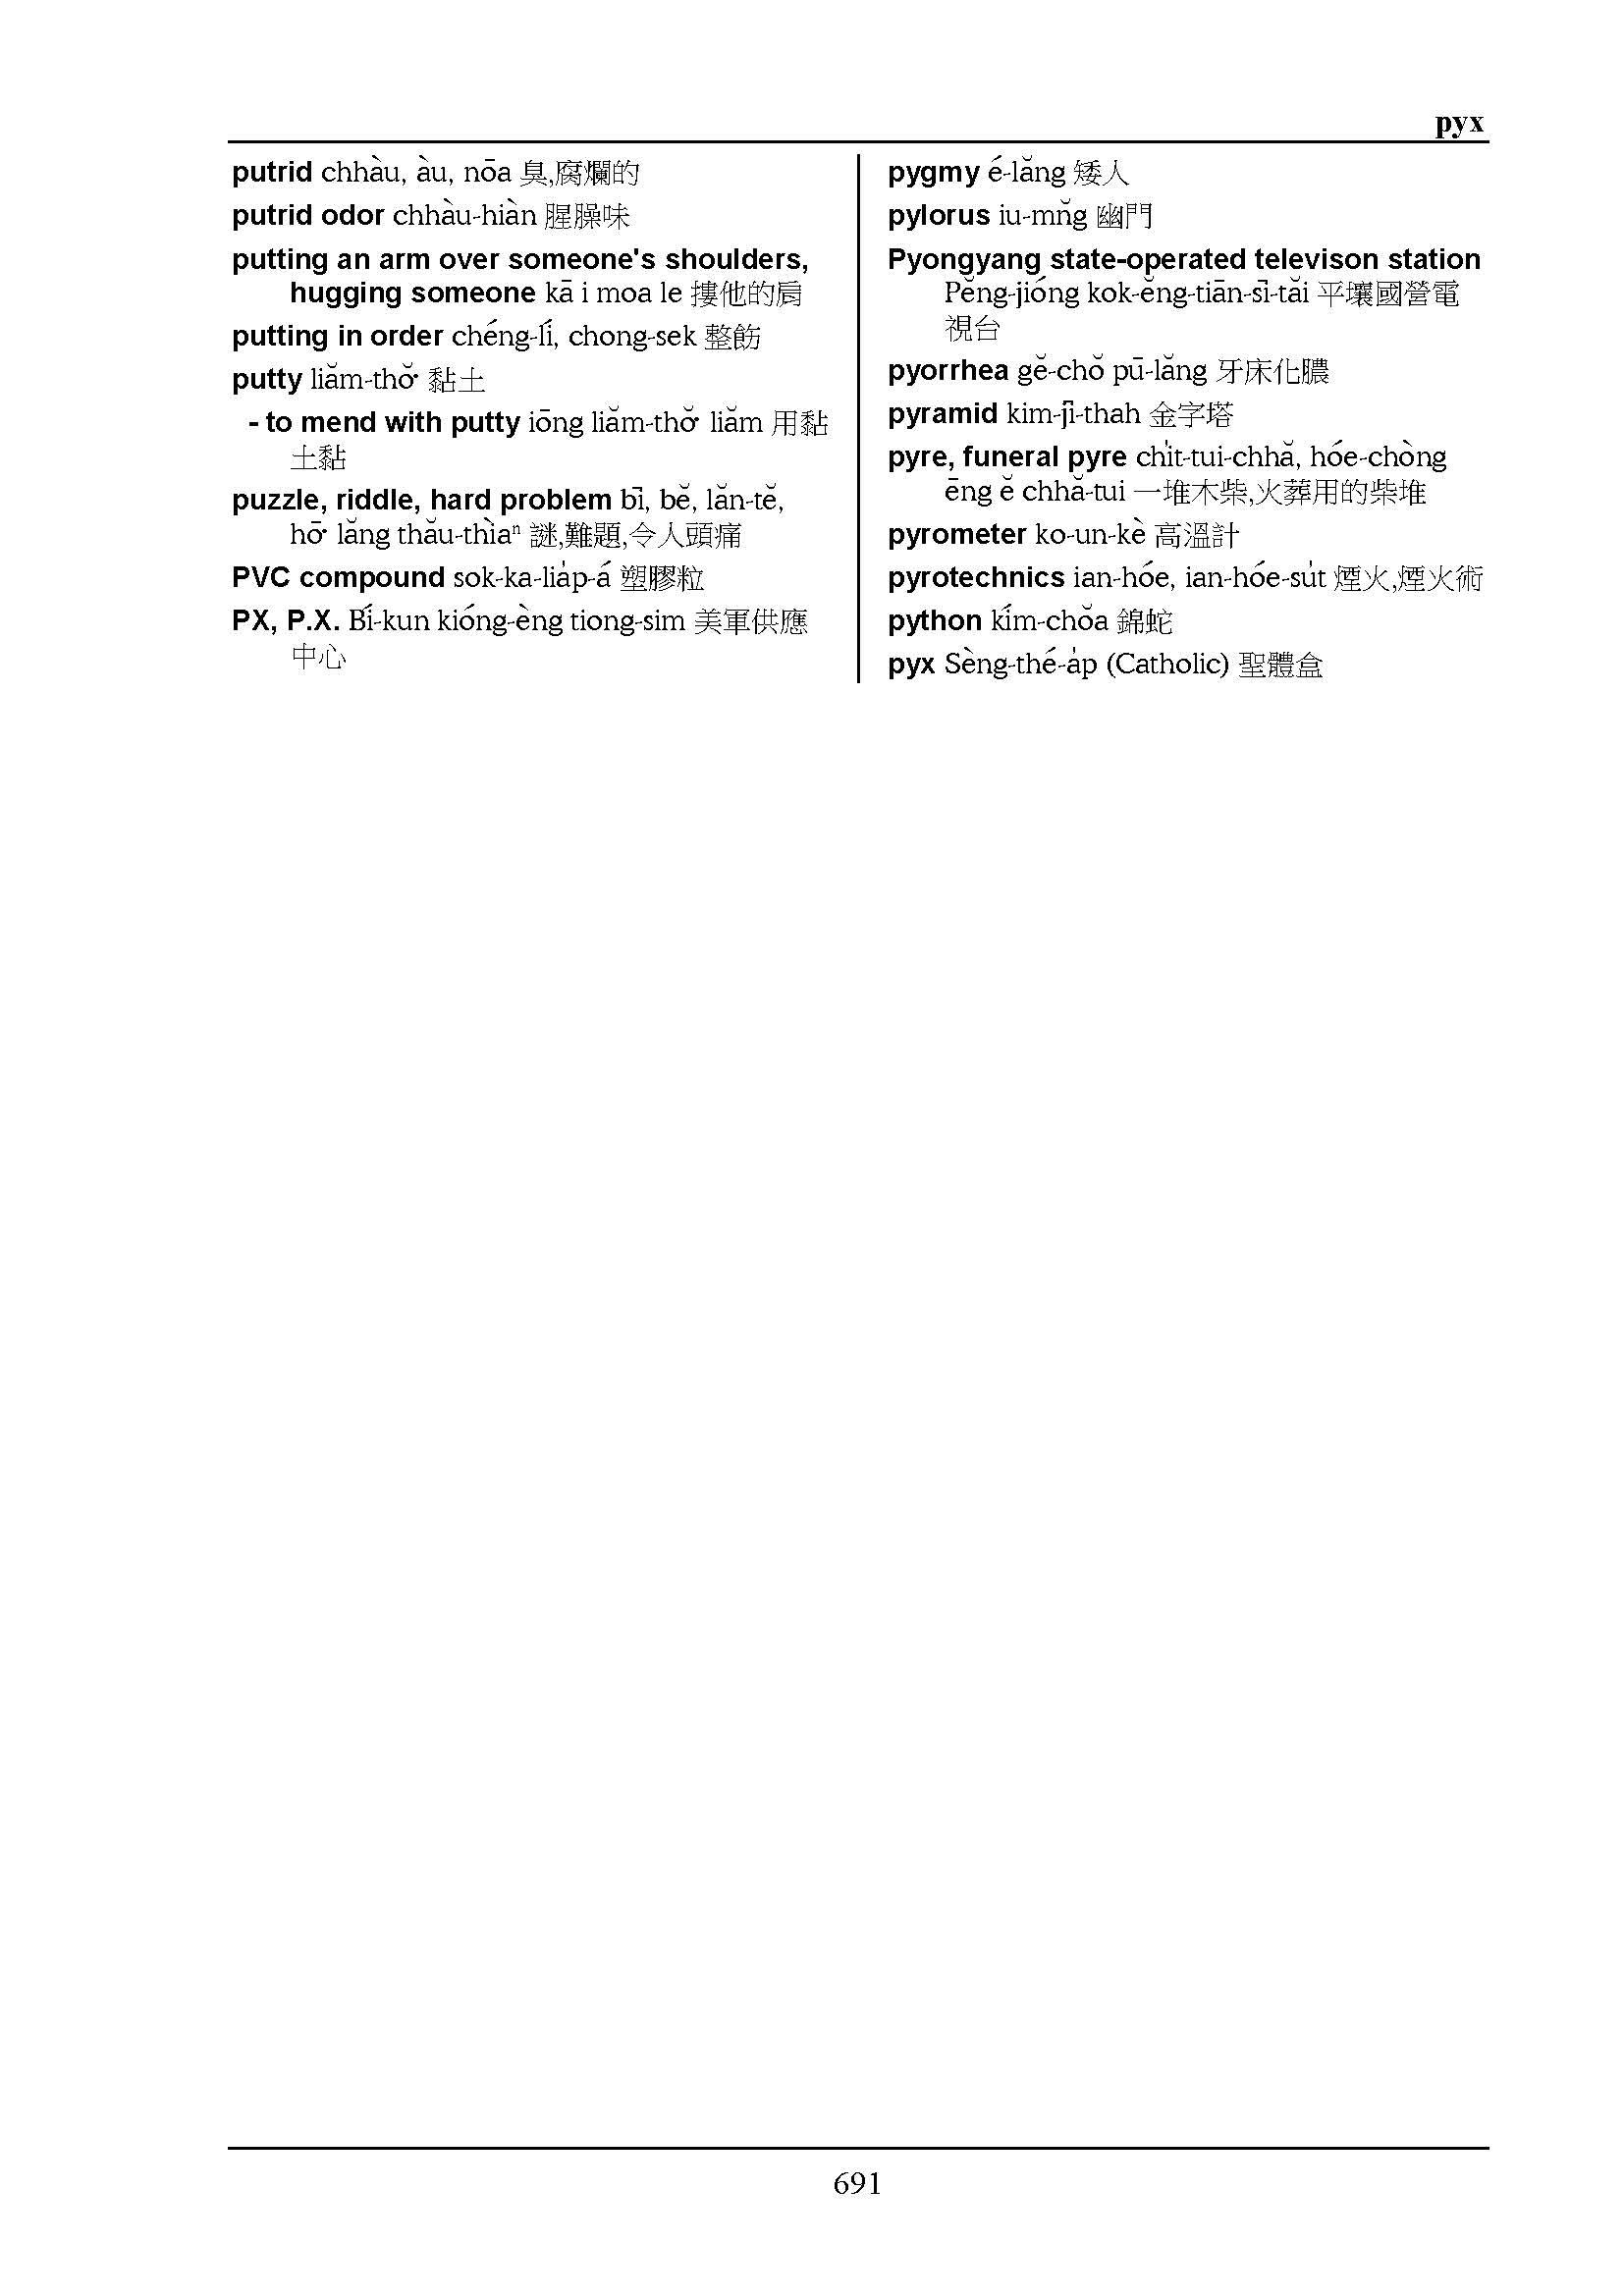 pyx
putrid chhàu, àu, nōa 臭,腐爛的
putrid odor chhàu-hiàn 腥臊味
putting an arm over someone's shoulders,
hugging someone kā i moa le 摟他的肩
putting in order chéng-lí, chong-sek 整飭
putty liăm-thŏ͘ 黏土
- to mend with putty iōng liăm-thŏ͘ liăm 用黏
土黏
puzzle, riddle, hard problem bī, bĕ, lăn-tĕ,
hō͘ lăng thău-thìaⁿ 謎,難題,令人頭痛
PVC compound sok-ka-lia̍p-á 塑膠粒
PX, P.X. Bí-kun kióng-èng tiong-sim 美軍供應
中心
pygmy é-lăng 矮人
pylorus iu-mn̆g 幽門
Pyongyang state-operated televison station
Pĕng-jióng kok-ĕng-tiān-sī-tăi 平壤國營電
視台
pyorrhea gĕ-chŏ pū-lăng 牙床化膿
pyramid kim-jī-thah 金字塔
pyre, funeral pyre chi̍t-tui-chhă, hóe-chòng
ēng ĕ chhă-tui 一堆木柴,火葬用的柴堆
pyrometer ko-un-kè 高溫計
pyrotechnics ian-hóe, ian-hóe-su̍t 煙火,煙火術
python kím-chŏa 錦蛇
pyx Sèng-thé-a̍p (Catholic) 聖體盒
691